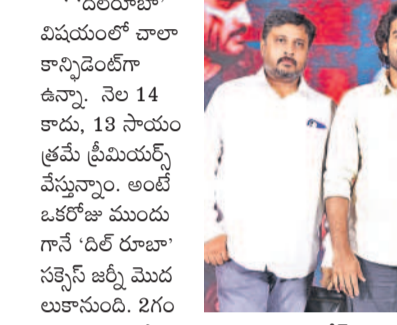 ‘ ‘దిల్‌రూబా’
విషయంలో చాలా
కాన్ఫిడెంట్‌గా
ఉన్నా. నెల 14
కాదు, 13 సాయం
త్రమే ప్రీమియర్స్
వేస్తున్నాం. అంటే
ఒకరోజు ముందు
గానే ‘దిల్ రూబా’
సక్సెస్ జర్నీ మొద
లుకానుంది. 2గం